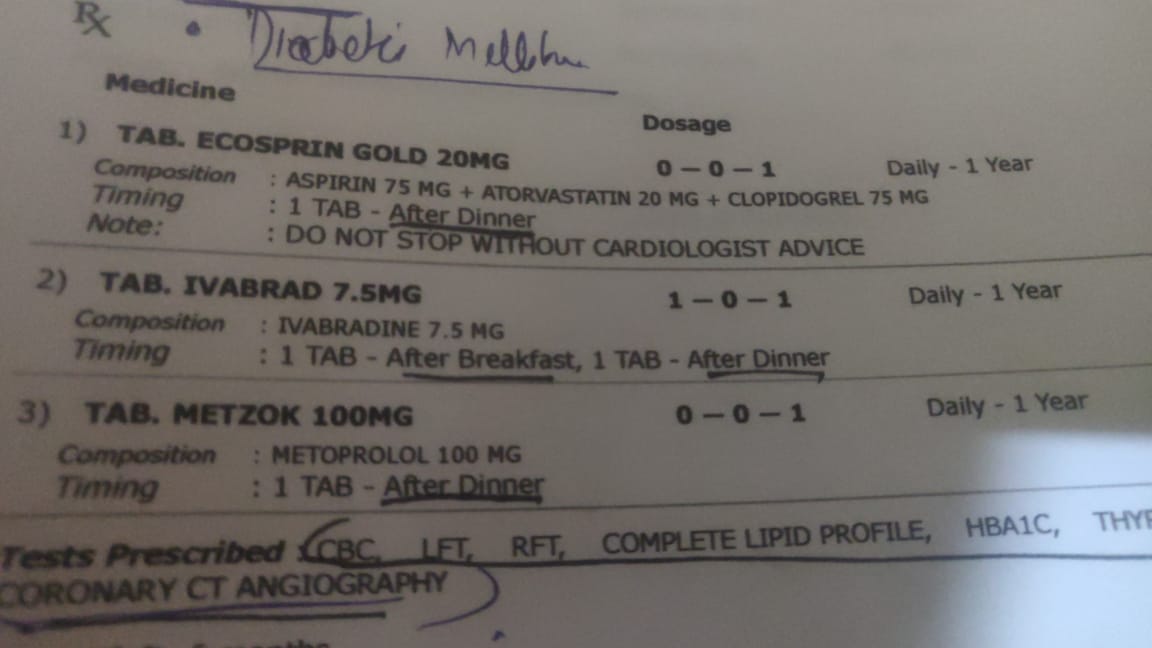 Rx
• Diabetic Mellitus
Medicine Dosage
1) TAB. ECOSPRIN GOLD 20MG 0 – 0 – 1 Daily - 1 Year
Composition : ASPIRIN 75 MG + ATORVASTATIN 20 MG + CLOPIDOGREL 75 MG
Timing : 1 TAB - After Dinner
Note: : DO NOT STOP WITHOUT CARDIOLOGIST ADVICE
2) TAB. IVABRAD 7.5MG 1 – 0 – 1 Daily - 1 Year
Composition : IVABRADINE 7.5 MG
Timing : 1 TAB - After Breakfast, 1 TAB - After Dinner
3) TAB. METZOK 100MG 0 – 0 – 1 Daily - 1 Year
Composition : METOPROLOL 100 MG
Timing : 1 TAB - After Dinner
Tests Prescribed : CBC, LFT, RFT, COMPLETE LIPID PROFILE, HBA1C,
CORONARY CT ANGIOGRAPHY